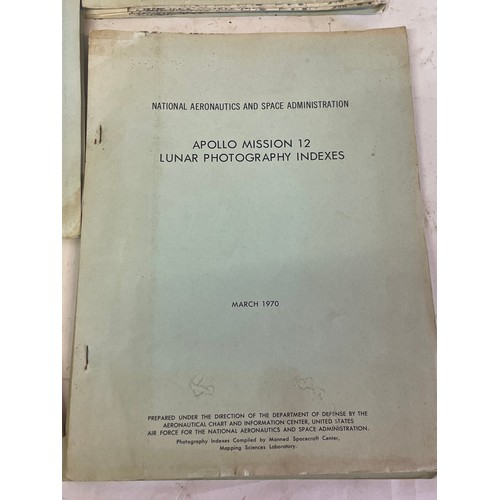 NATIONAL AERONAUTICS AND SPACE ADMINISTRATION
APOLLO MISSION 12
LUNAR PHOTOGRAPHY INDEXES
MARCH 1970
PREPARED UNDER THE DIRECTION OF THE DEPARTMENT OF DEFENSE BY THE
AERONAUTICAL CHART AND INFORMATION CENTER, UNITED STATES
AIR FORCE FOR THE NATIONAL AERONAUTICS AND SPACE ADMINISTRATION.
Photography Indexes Compiled by Manned Spacecraft Center,
Mapping Sciences Laboratory.